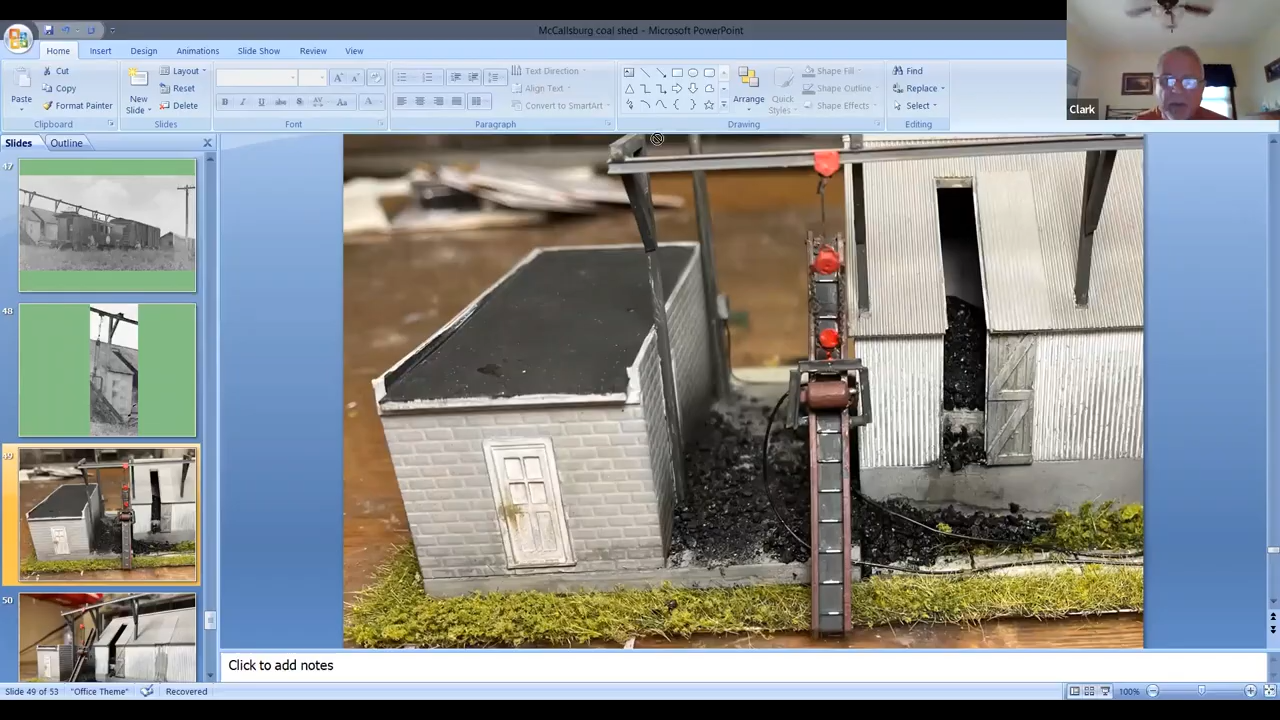 McCallsburg coal shed - Microsoft PowerPoint
Home Insert Design Animations Slide Show Review View
Paste
Cut
Copy
Format Painter
Clipboard
New Slide
Layout
Reset
Delete
Slides
B I U S abc AV Aa A
Font
Text Direction
Align Text
Convert to SmartArt
Paragraph
Arrange
Quick Styles
Shape Fill
Shape Outline
Shape Effects
Drawing
Find
Replace
Select
Editing
Clark
Slides Outline
47
48
49
50
Click to add notes
Slide 49 of 53 "Office Theme" Recovered 100%